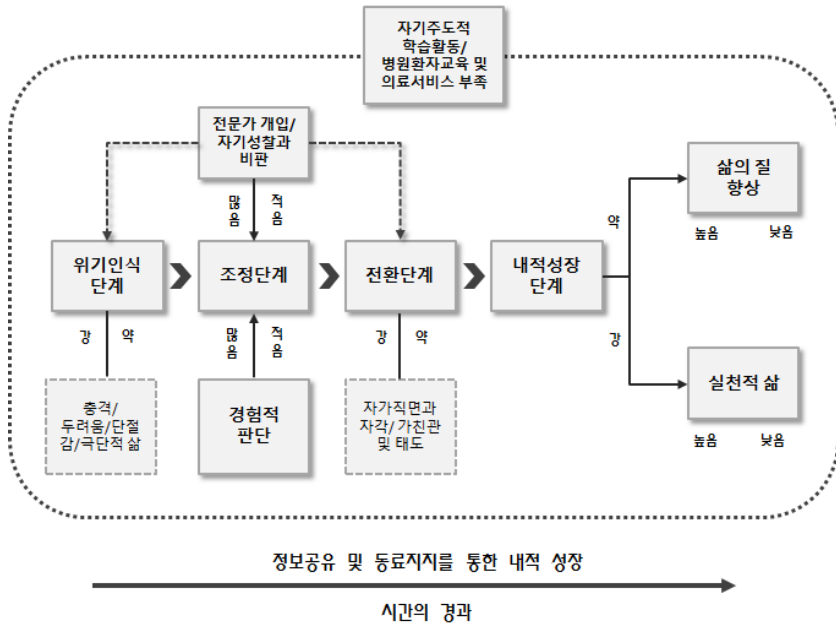 자기주도적
학습활동/
병원환자교육 및
의료서비스 부족
전문가 개입/
자기성찰과
비판
많음
적음
위기인식
단계
조정단계
전환단계
내적성장
단계
강
약
많음
적음
강
약
약
강
삶의 질
향상
높음
낮음
실천적 삶
높음
낮음
충격/
두려움/단절
감/극단적 삶
경험적
판단
자가직면과
자각/ 가친관
및 태도
정보공유 및 동료지지를 통한 내적 성장
시간의 경과